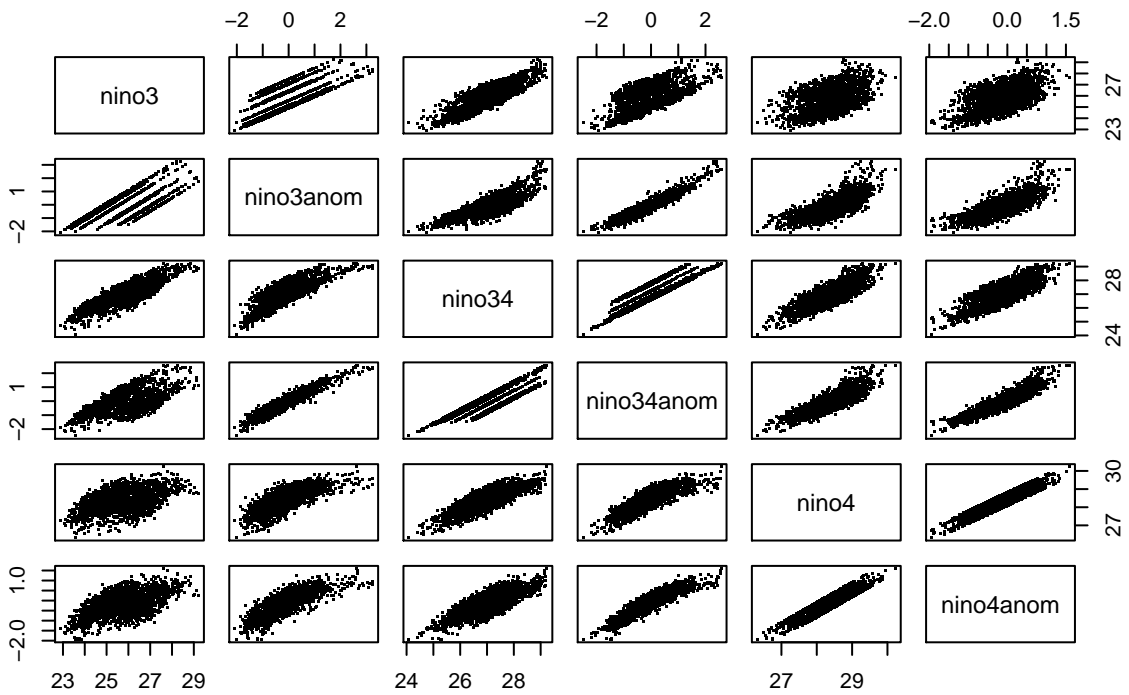 −2 0 2 −2 0 2 −2.0 0.0 1.5
nino3 23 27
−2 1 nino3anom
nino34 24 28
−2 1 nino34anom
nino4 27 30
−2.0 1.0 nino4anom
23 25 27 29 24 26 28 27 29